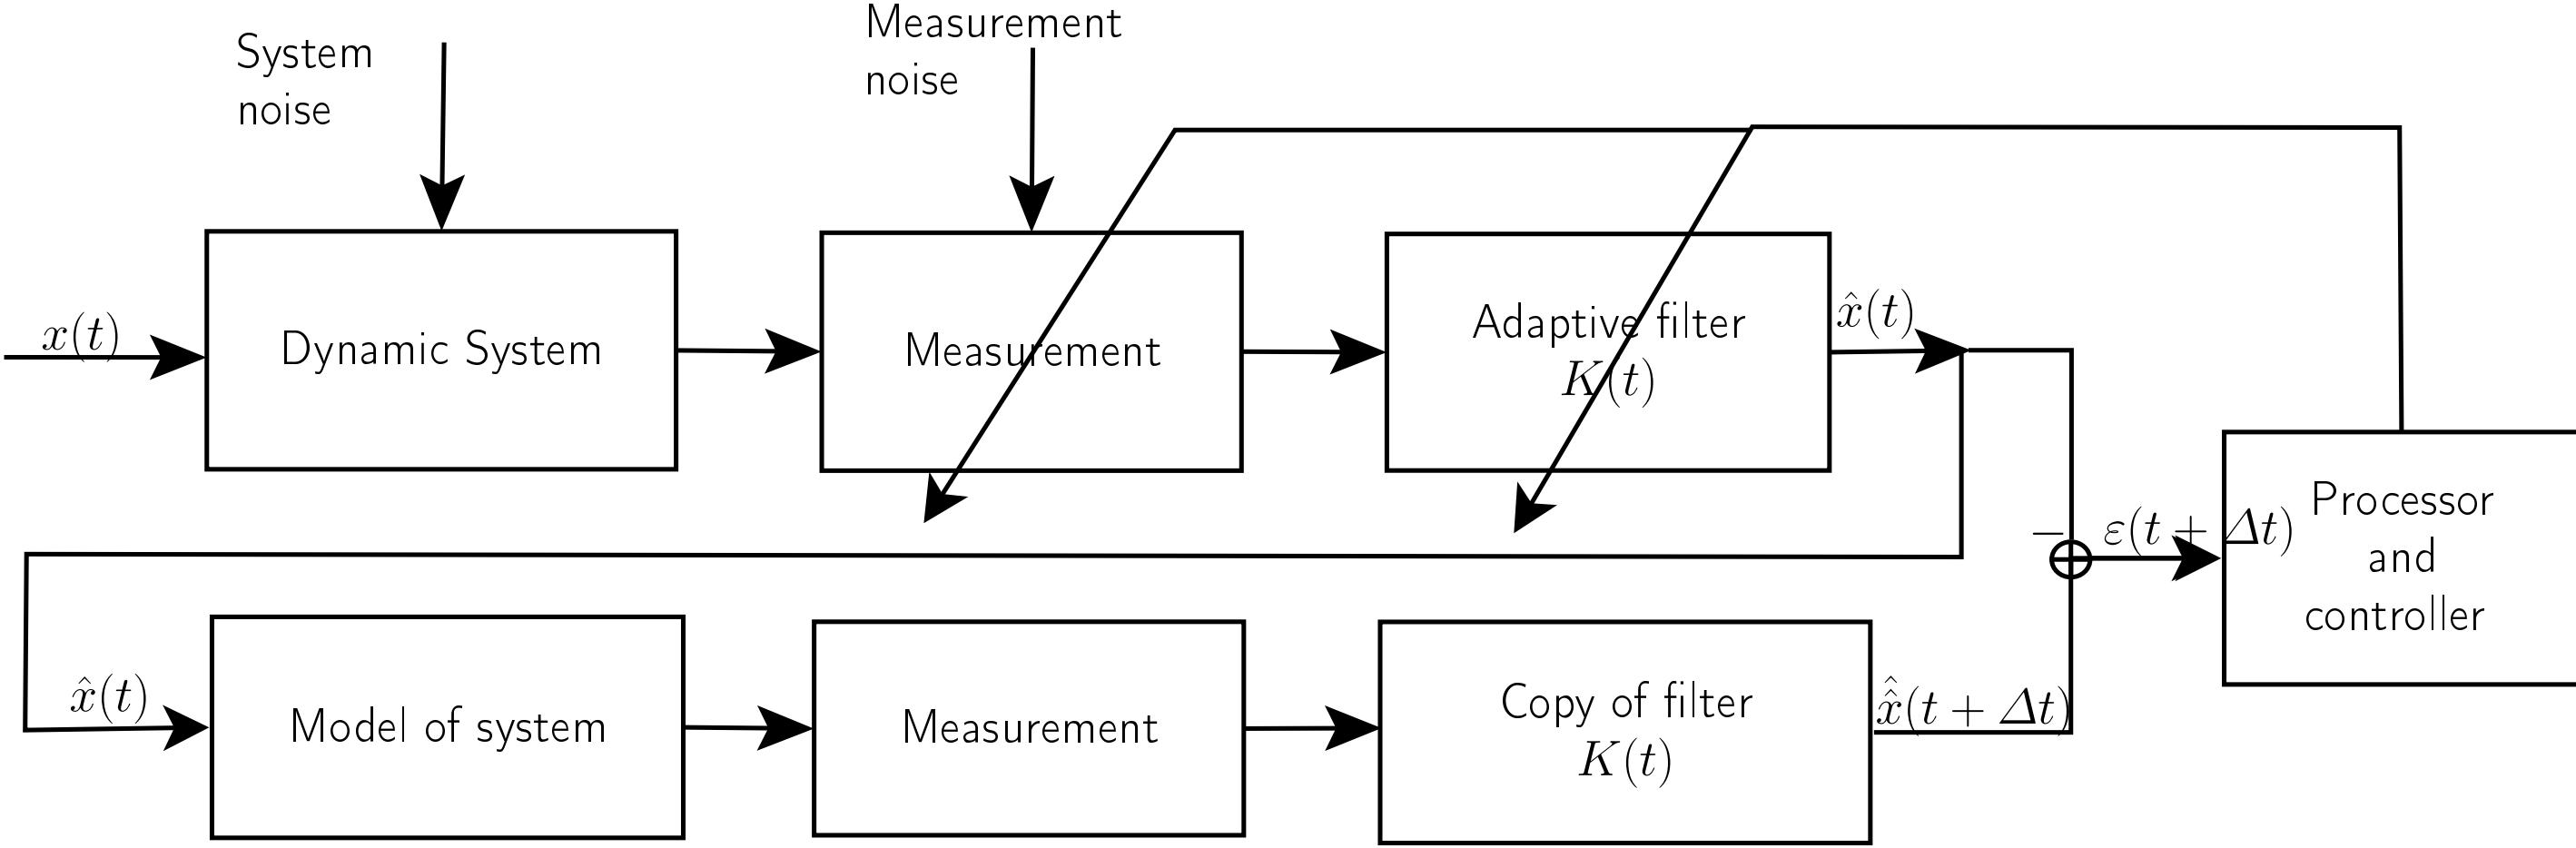 System
noise
Measurement
noise
x(t)
Dynamic System
Measurement
Adaptive filter
K(t)
x̂(t)
−
ε(t + Δt)
Processor
and
controller
x̂(t)
Model of system
Measurement
Copy of filter
K(t)
x̂̂(t + Δt)